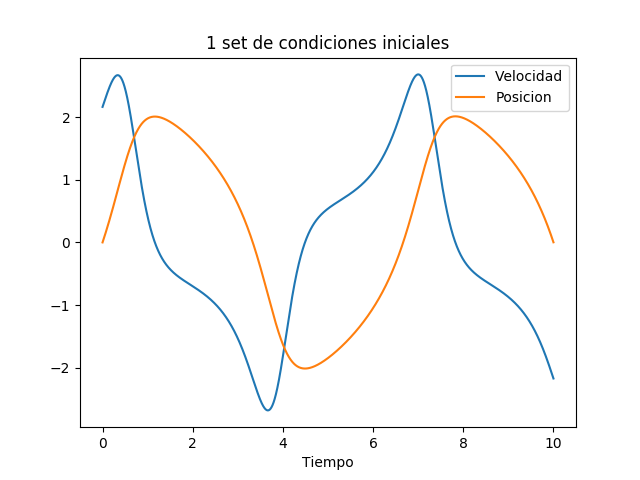 1 set de condiciones iniciales
Velocidad
Posicion
2
1
0
−1
−2
0 2 4 6 8 10
Tiempo